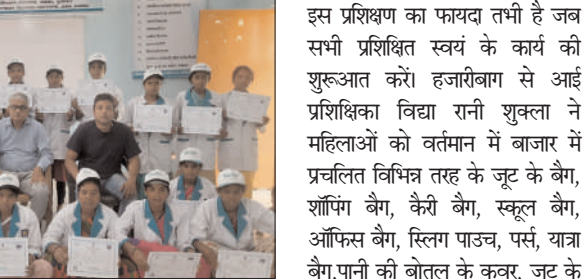 इस प्रशिक्षण का फायदा तभी है जब
सभी प्रशिक्षित स्वयं के कार्य की
शुरूआत करें। हजारीबाग से आई
प्रशिक्षिका विद्या रानी शुक्ला ने
महिलाओं को वर्तमान में बाजार में
प्रचलित विभिन्न तरह के जूट के बैग,
शॉपिंग बैग, कैरी बैग, स्कूल बैग,
ऑफिस बैग, स्लिग पाउच, पर्स, यात्रा
बैग,पानी की बोतल के कवर, जूट के